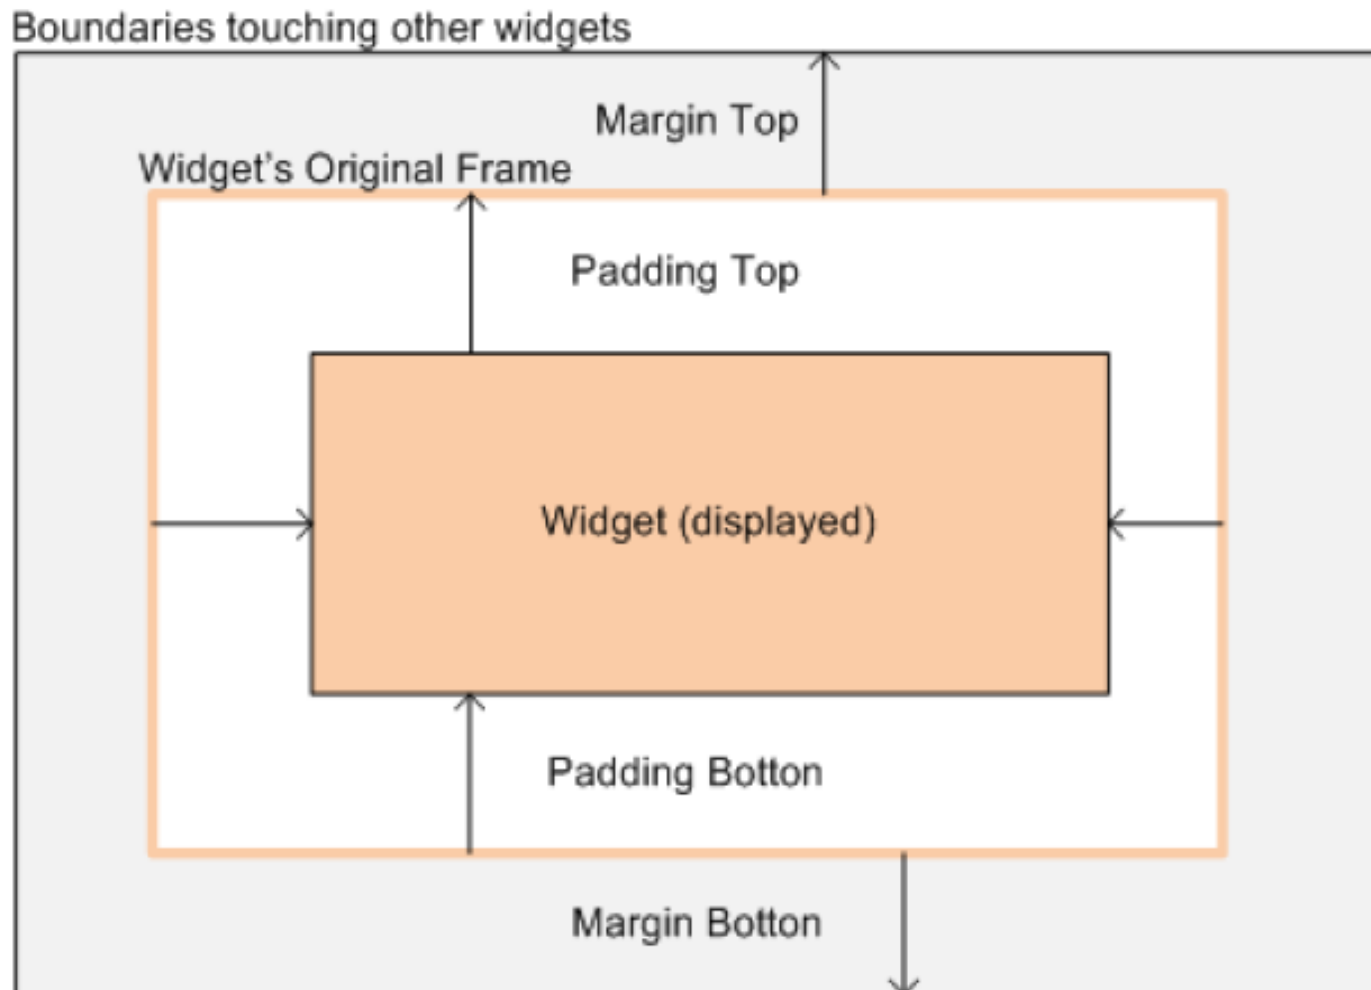 Boundaries touching other widgets
Margin Top
Widget's Original Frame
Padding Top
Widget (displayed)
Padding Botton
Margin Botton